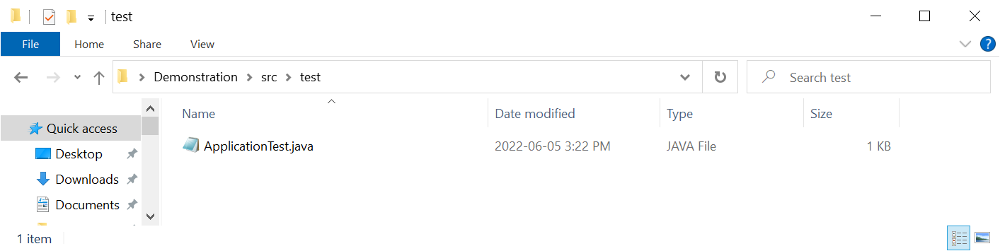 test
File Home Share View ?
Demonstration src test Search test
Name Date modified Type Size
Quick access
ApplicationTest.java 2022-06-05 3:22 PM JAVA File 1 KB
Desktop
Downloads
Documents
1 item